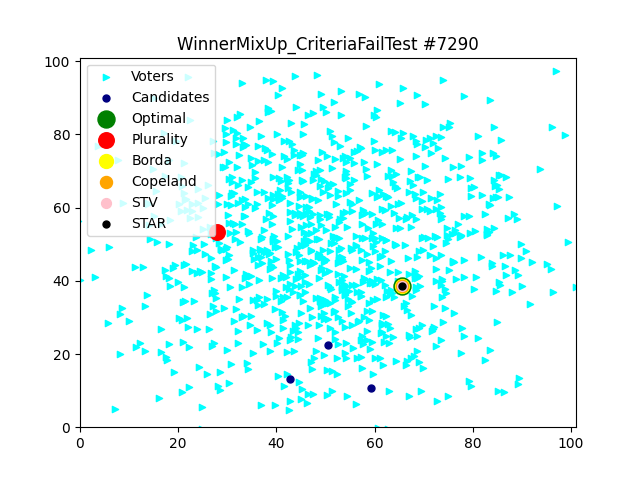 WinnerMixUp_CriteriaFailTest #7290
100
80
60
40
20
0
0
20
40
60
80
100
Voters
Candidates
Optimal
Plurality
Borda
Copeland
STV
STAR